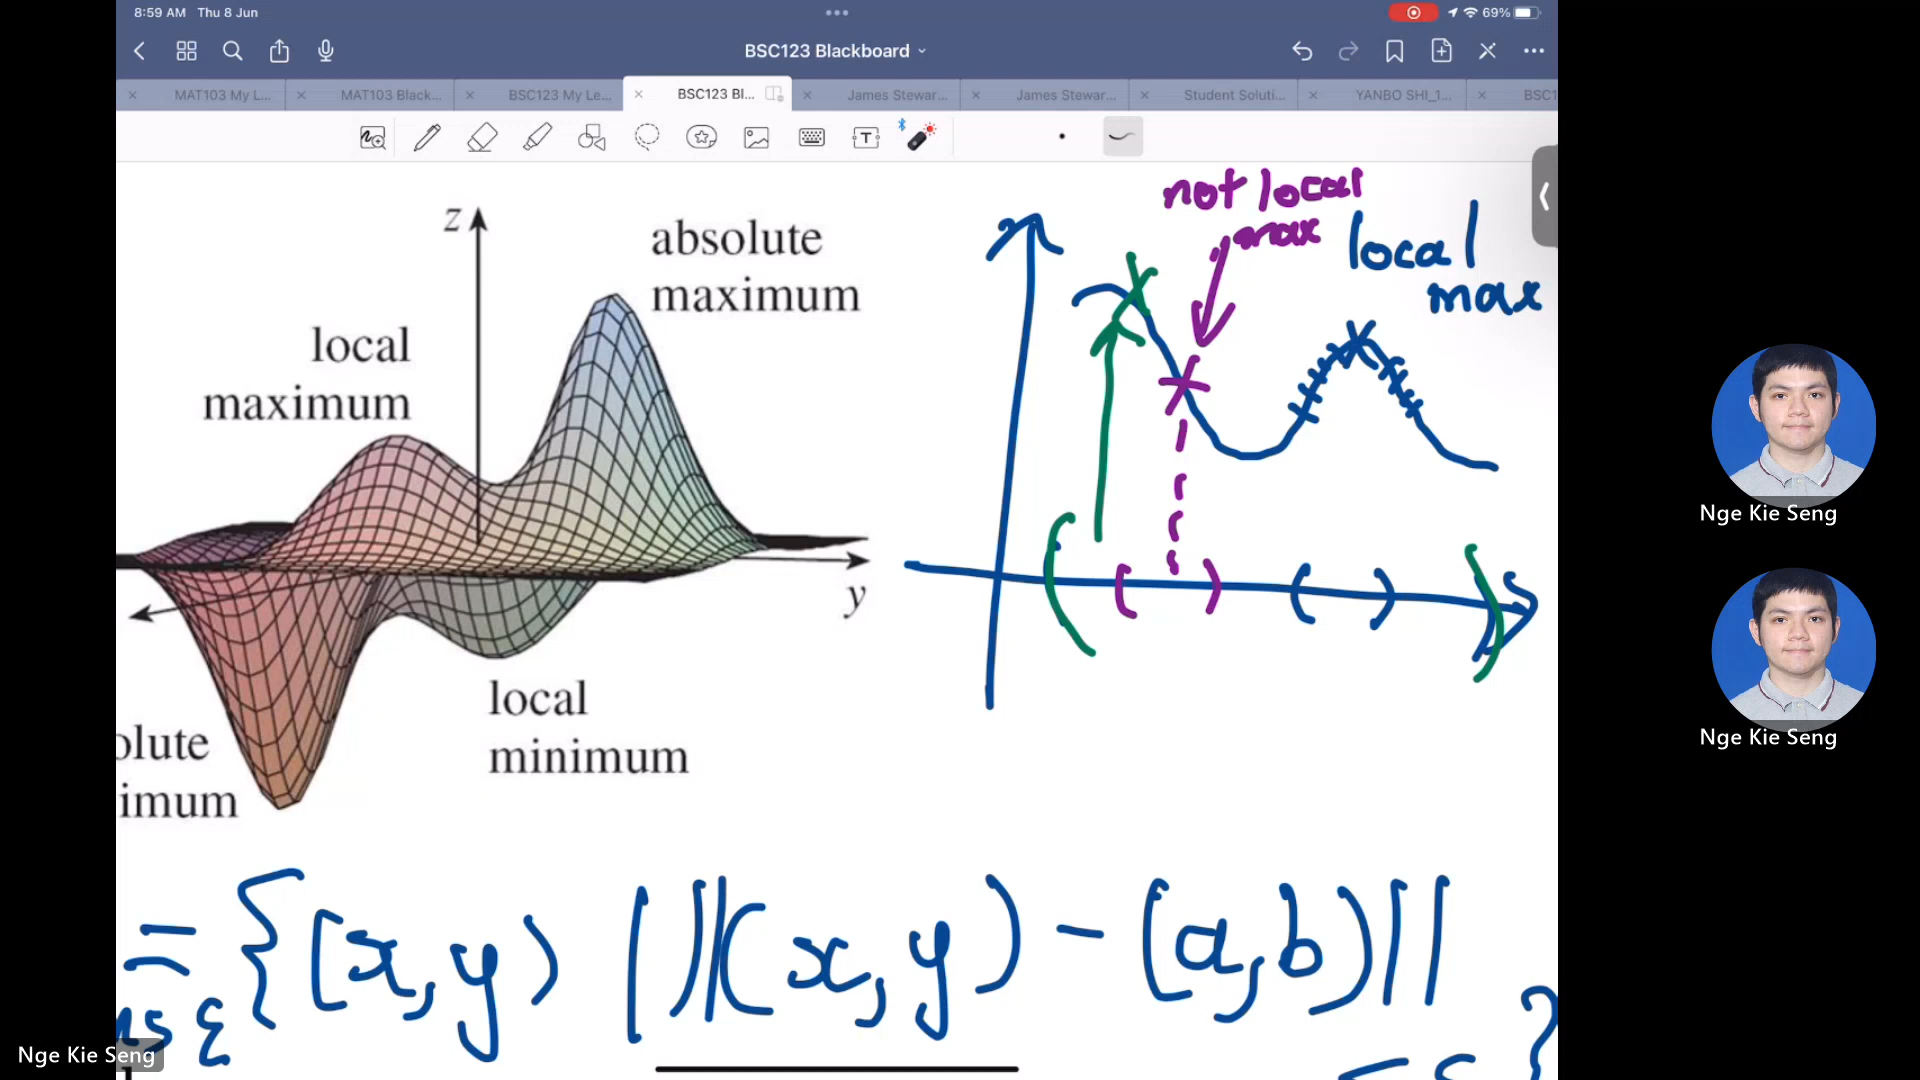 8:59 AM Thu 8 Jun
69%
BSC123 Blackboard
MAT103 My L...
MAT103 Black...
BSC123 My Le...
BSC123 Bl...
James Stewar...
James Stewar...
Student Soluti...
YANBO SHI_1...
BSC1
z
absolute
maximum
local
maximum
y
local
minimum
olute
imum
not local
max
local
max
= {(x,y) | ||(x,y) - (a,b)||
}
Nge Kie Seng
Nge Kie Seng
Nge Kie Seng